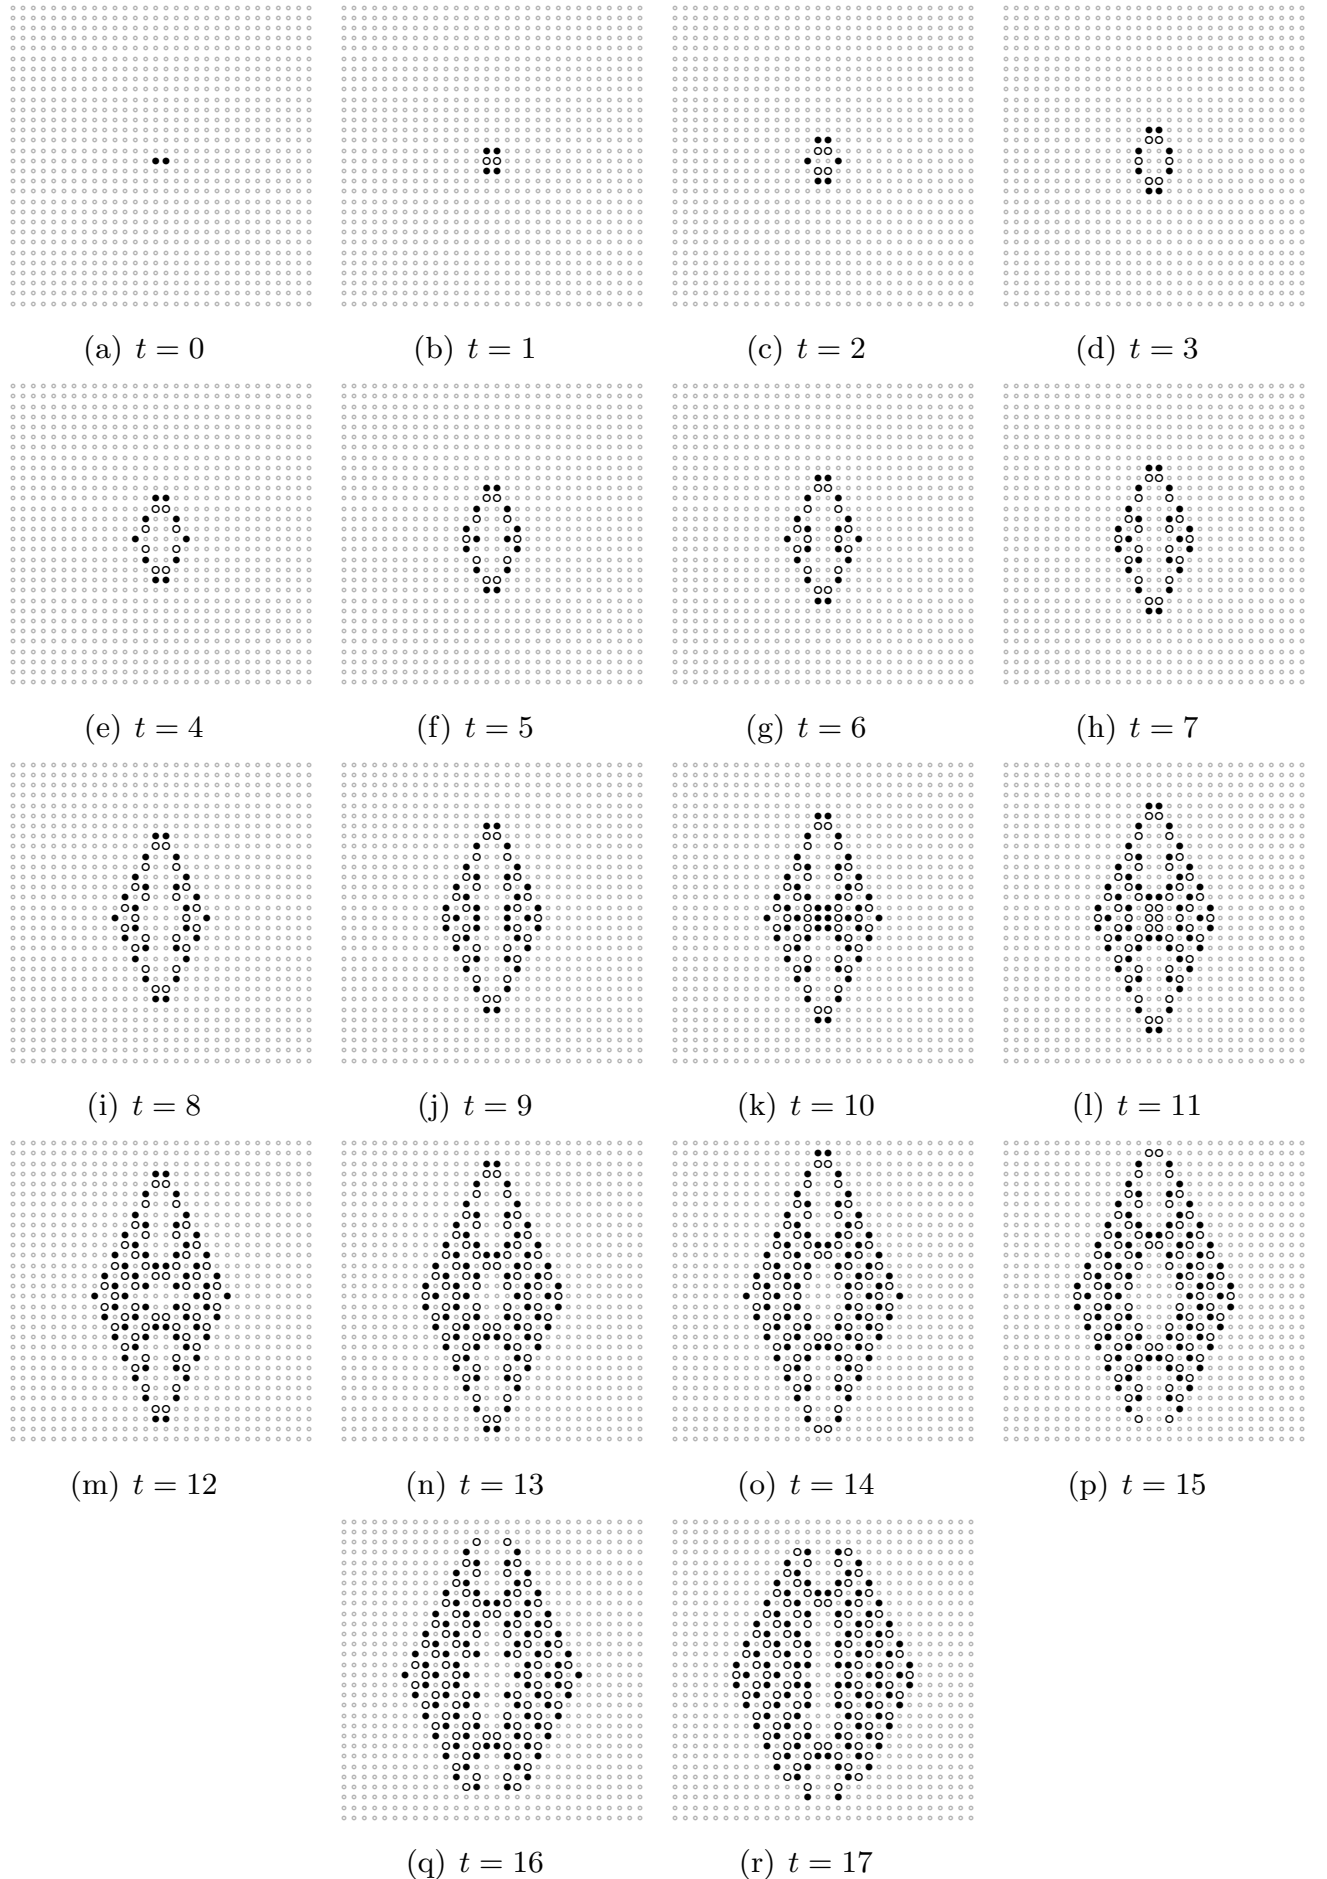 (a) t = 0 (b) t = 1 (c) t = 2 (d) t = 3
(e) t = 4 (f) t = 5 (g) t = 6 (h) t = 7
(i) t = 8 (j) t = 9 (k) t = 10 (l) t = 11
(m) t = 12 (n) t = 13 (o) t = 14 (p) t = 15
(q) t = 16 (r) t = 17